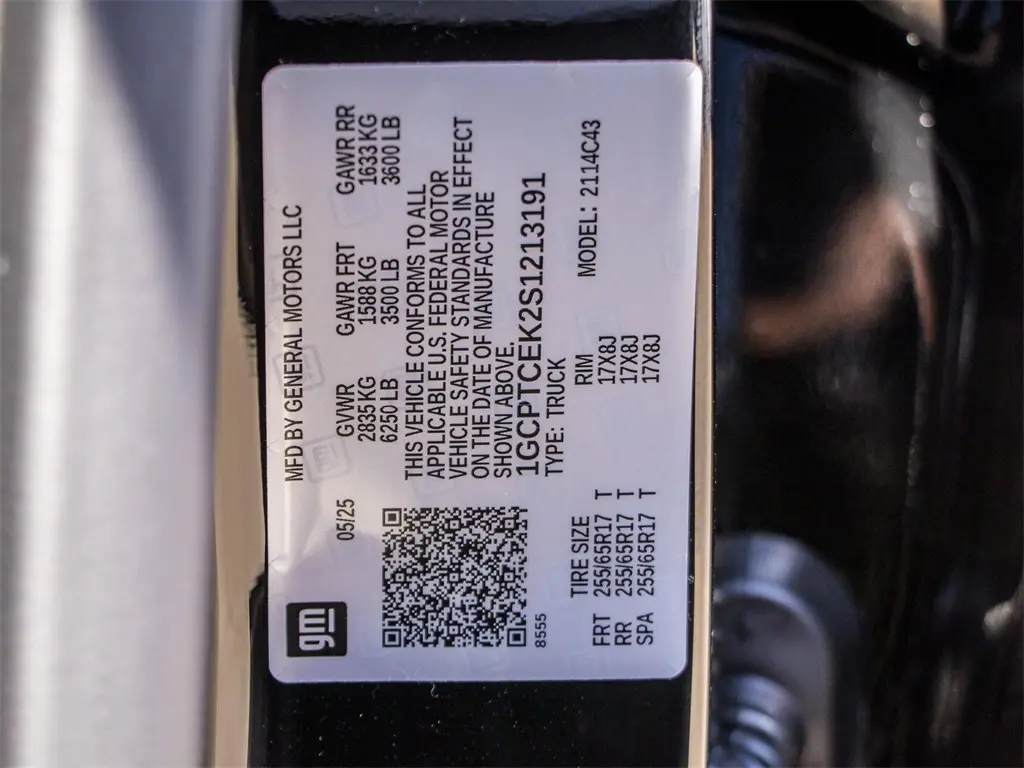 gm
MFD BY GENERAL MOTORS LLC
05/25
GVWR GAWR FRT GAWR RR
2835 KG 1588 KG 1633 KG
6250 LB 3500 LB 3600 LB
THIS VEHICLE CONFORMS TO ALL
APPLICABLE U.S. FEDERAL MOTOR
VEHICLE SAFETY STANDARDS IN EFFECT
ON THE DATE OF MANUFACTURE
SHOWN ABOVE.
1GCPTCEK2S1213191
8555
TYPE: TRUCK
TIRE SIZE RIM MODEL: 2114C43
FRT 255/65R17 T 17X8J
RR 255/65R17 T 17X8J
SPA 255/65R17 T 17X8J